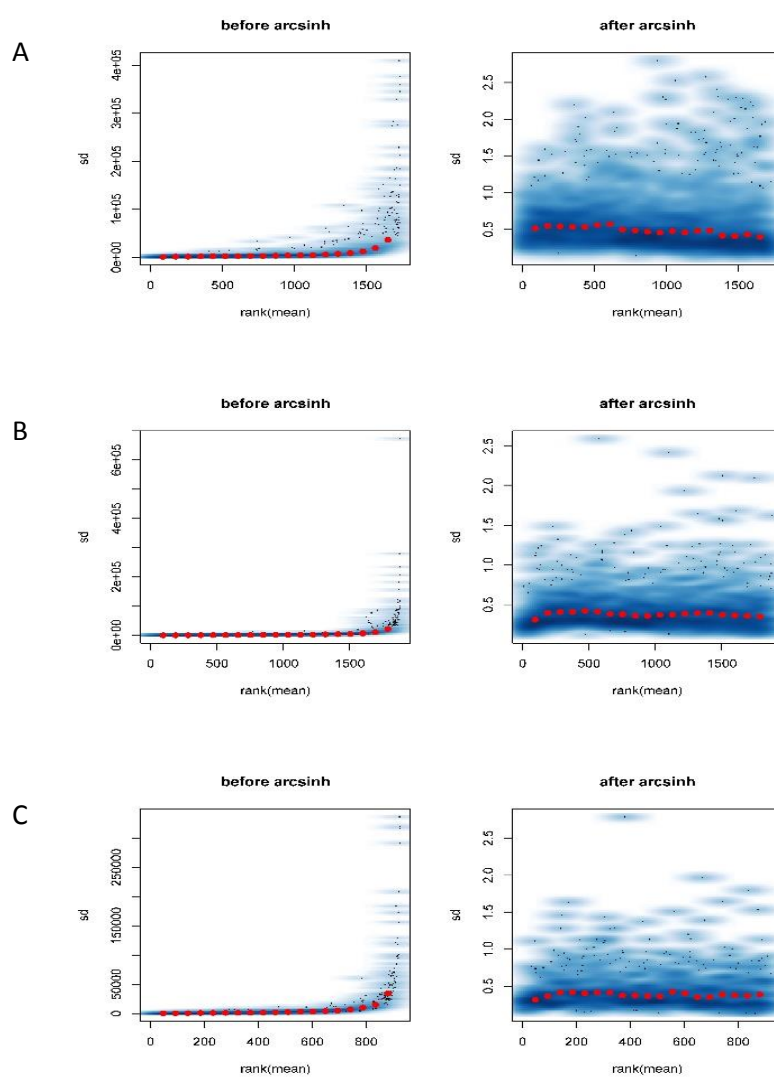 A
before arcsinh
after arcsinh
sd
0e+00 1e+05 2e+05 3e+05 4e+05
0 500 1000 1500
rank(mean)
sd
0.5 1.0 1.5 2.0 2.5
0 500 1000 1500
rank(mean)
B
before arcsinh
after arcsinh
sd
0e+00 2e+05 4e+05 6e+05
0 500 1000 1500
rank(mean)
sd
0.5 1.0 1.5 2.0 2.5
0 500 1000 1500
rank(mean)
C
before arcsinh
after arcsinh
sd
0 50000 150000 250000
0 200 400 600 800
rank(mean)
sd
0.5 1.0 1.5 2.0 2.5
0 200 400 600 800
rank(mean)